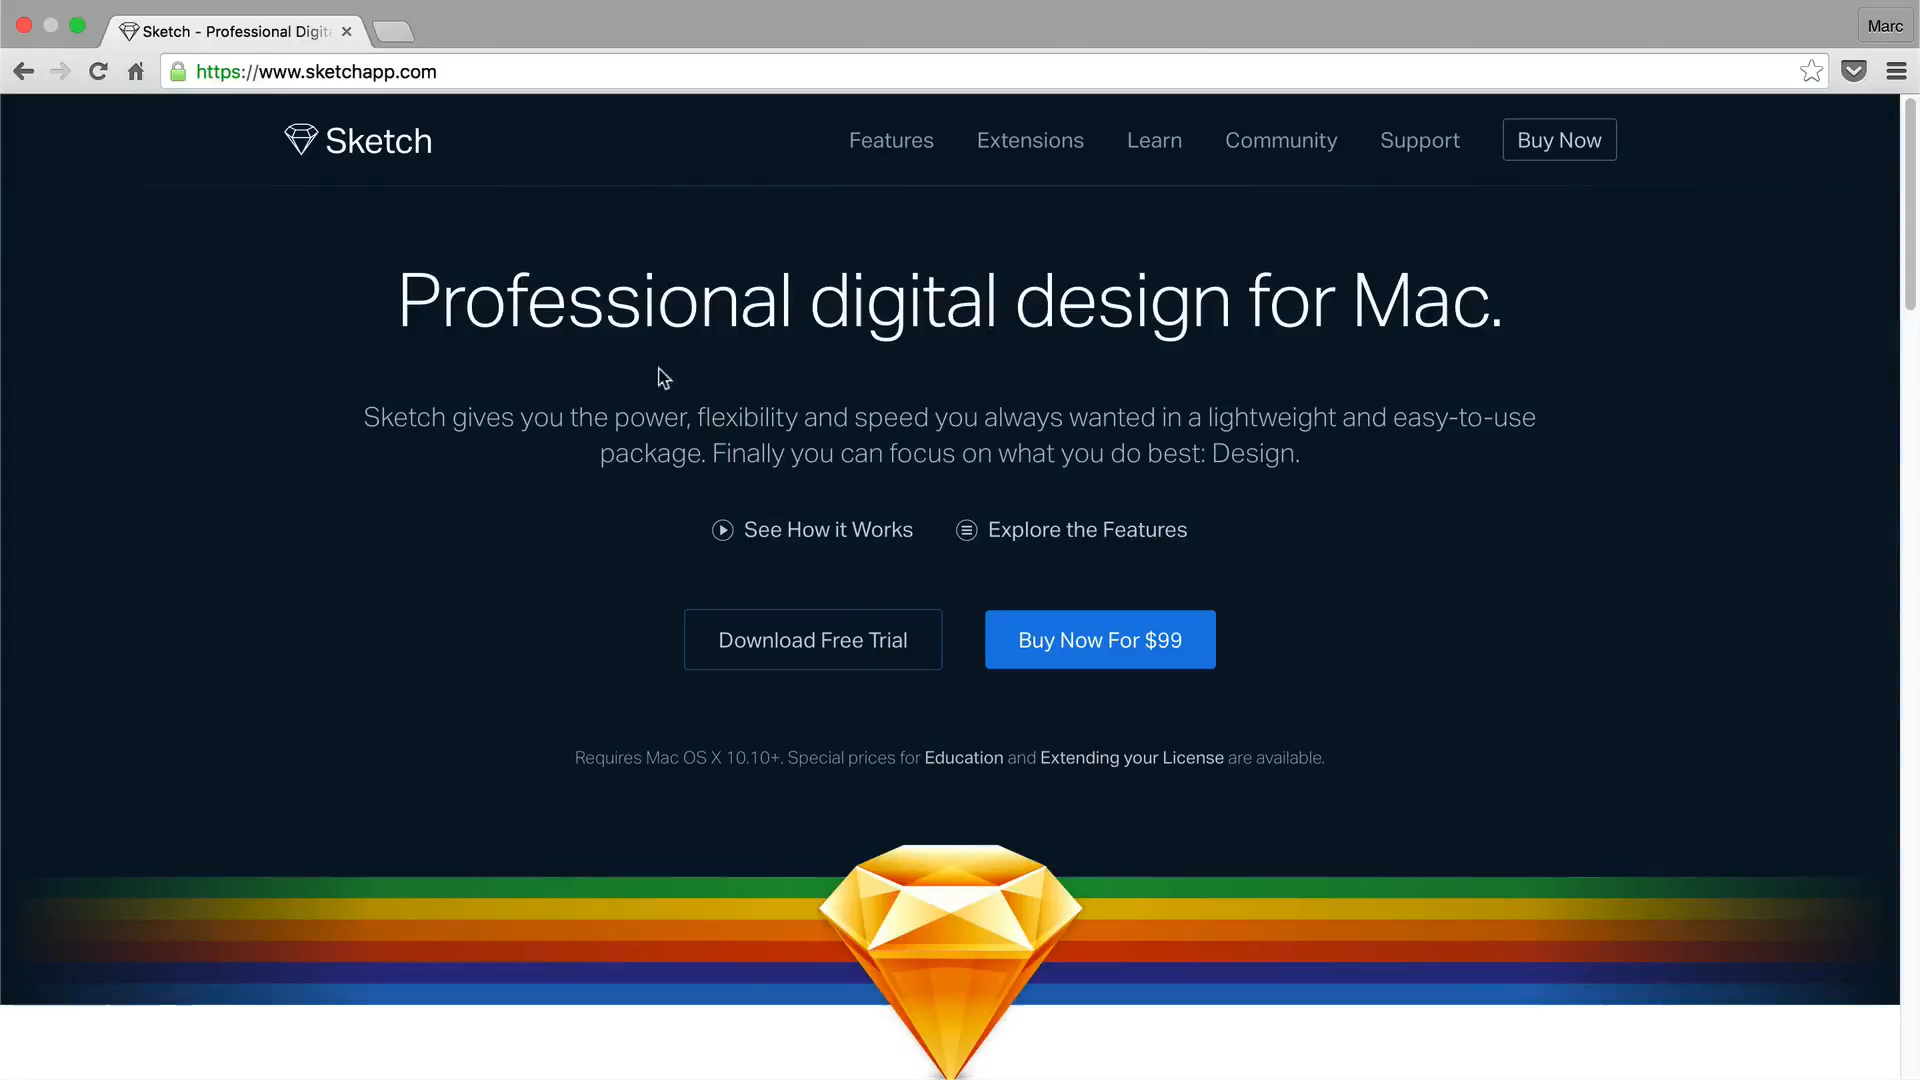 Sketch - Professional Digit
Marc
https://www.sketchapp.com
Sketch
Features
Extensions
Learn
Community
Support
Buy Now
Professional digital design for Mac.
Sketch gives you the power, flexibility and speed you always wanted in a lightweight and easy-to-use
package. Finally you can focus on what you do best: Design.
See How it Works
Explore the Features
Download Free Trial
Buy Now For $99
Requires Mac OS X 10.10+. Special prices for Education and Extending your License are available.